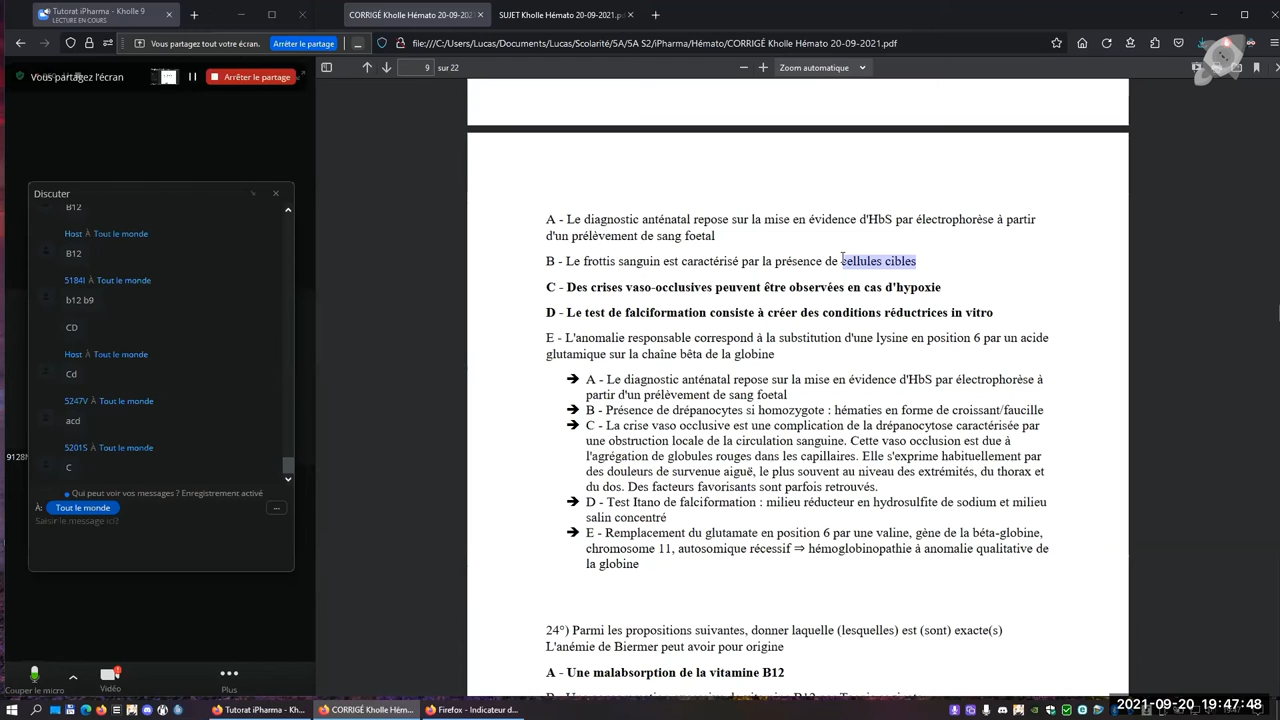 Tutorat iPharma - Kholle 9
LECTURE EN COURS
CORRIGÉ Kholle Hémato 20-09-202
SUJET Kholle Hémato 20-09-2021.pd
Vous partagez tout écran.
Arrêter le partage
...
file:///C:/Users/Lucas/Documents/Lucas/Scolarité/5A/5A S2/iPharma/Hémato/CORRIGÉ Kholle Hémato 20-09-2021.pdf
Vous partagez l'écran
Arrêter le partage
9 sur 22
Zoom automatique
Discuter
B12
Host À Tout le monde
B12
5184I À Tout le monde
b12 b9
CD
Host À Tout le monde
Cd
5247V À Tout le monde
acd
5201S À Tout le monde
C
9128N
Qui peut voir vos messages ? Enregistrement activé
À: Tout le monde
...
Saisir le message ici?
Couper le micro
Vidéo
Plus
A - Le diagnostic anténatal repose sur la mise en évidence d'HbS par électrophorèse à partir
d'un prélèvement de sang foetal
B - Le frottis sanguin est caractérisé par la présence de cellules cibles
C - Des crises vaso-occlusives peuvent être observées en cas d'hypoxie
D - Le test de falciformation consiste à créer des conditions réductrices in vitro
E - L'anomalie responsable correspond à la substitution d'une lysine en position 6 par un acide
glutamique sur la chaîne bêta de la globine
➔ A - Le diagnostic anténatal repose sur la mise en évidence d'HbS par électrophorèse à
partir d'un prélèvement de sang foetal
➔ B - Présence de drépanocytes si homozygote : hématies en forme de croissant/faucille
➔ C - La crise vaso occlusive est une complication de la drépanocytose caractérisée par
une obstruction locale de la circulation sanguine. Cette vaso occlusion est due à
l'agrégation de globules rouges dans les capillaires. Elle s'exprime habituellement par
des douleurs de survenue aiguë, le plus souvent au niveau des extrémités, du thorax et
du dos. Des facteurs favorisants sont parfois retrouvés.
➔ D - Test Itano de falciformation : milieu réducteur en hydrosulfite de sodium et milieu
salin concentré
➔ E - Remplacement du glutamate en position 6 par une valine, gène de la béta-globine,
chromosome 11, autosomique récessif ⇒ hémoglobinopathie à anomalie qualitative de
la globine
24°) Parmi les propositions suivantes, donner laquelle (lesquelles) est (sont) exacte(s)
L'anémie de Biermer peut avoir pour origine
A - Une malabsorption de la vitamine B12
Tutorat iPharma - Kh...
CORRIGÉ Kholle Hém...
Firefox - Indicateur d...
2021-09-20 19:47:48